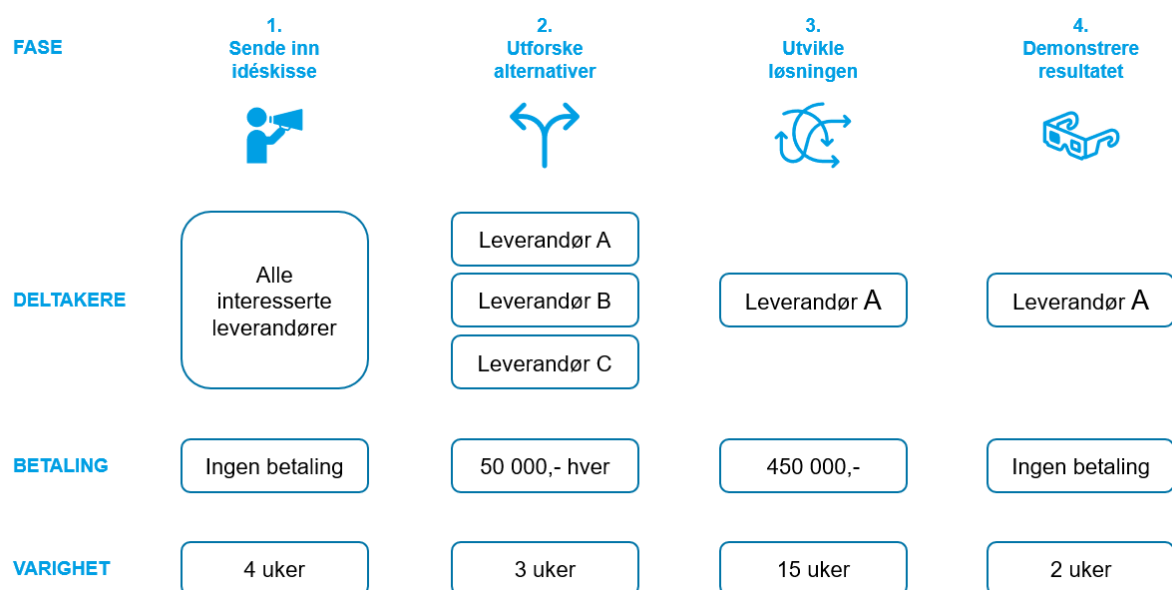 FASE
1.
Sende inn
idéskisse
2.
Utforske
alternativer
3.
Utvikle
løsningen
4.
Demonstrere
resultatet
DELTAKERE
Alle
interesserte
leverandører
Leverandør A
Leverandør B
Leverandør C
Leverandør A
Leverandør A
BETALING
Ingen betaling
50 000,- hver
450 000,-
Ingen betaling
VARIGHET
4 uker
3 uker
15 uker
2 uker